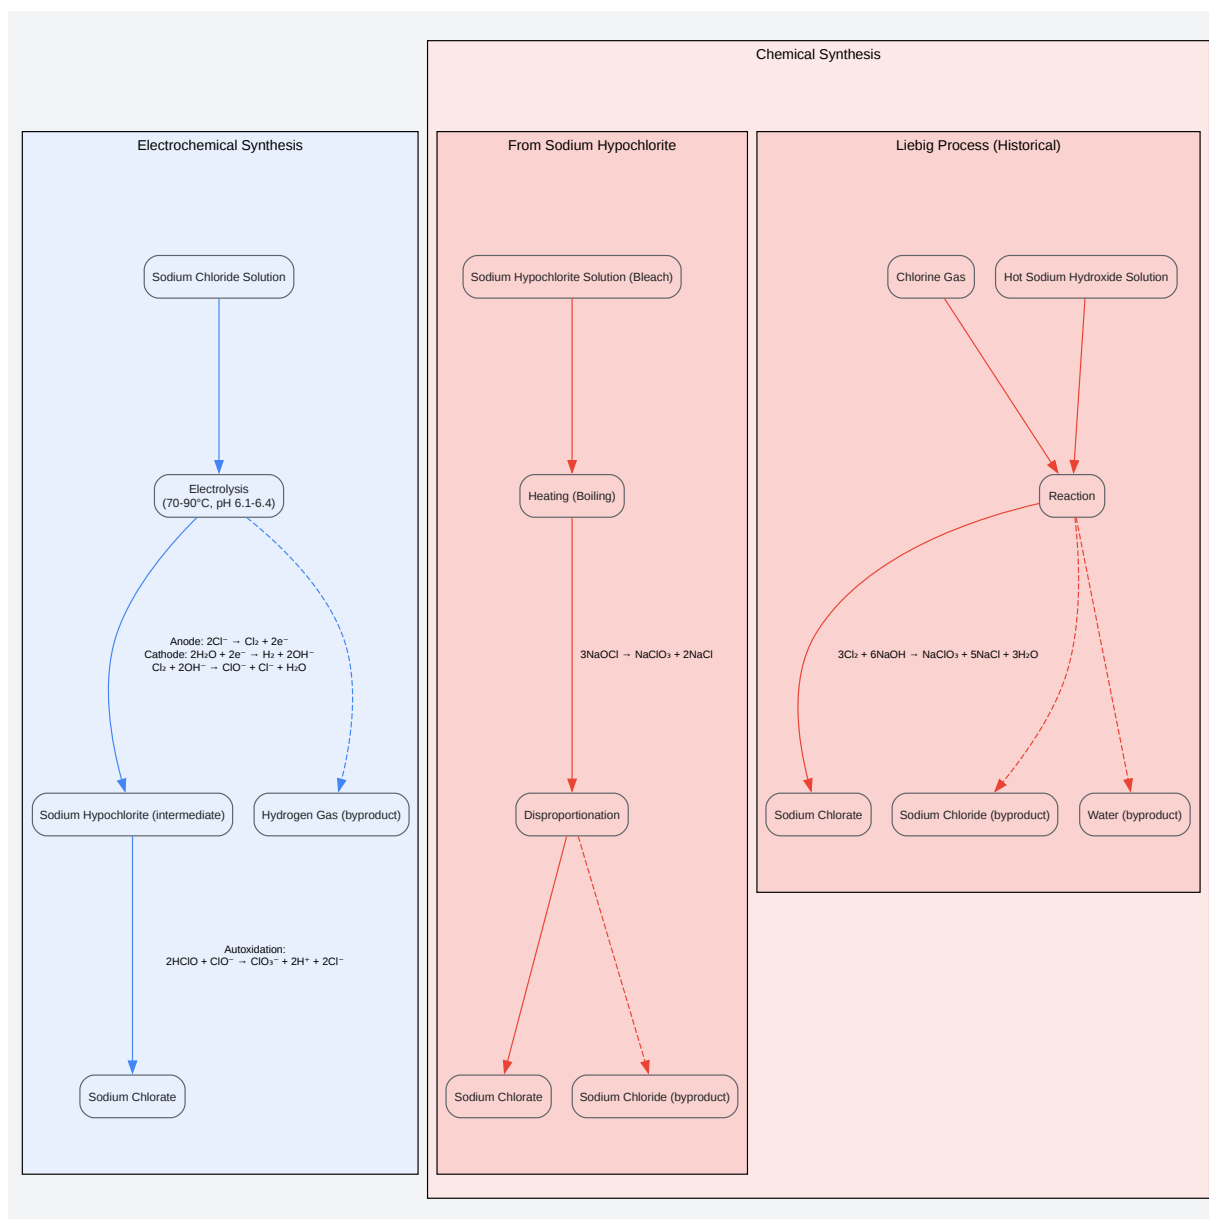 Chemical Synthesis
Electrochemical Synthesis
From Sodium Hypochlorite
Liebig Process (Historical)
Sodium Chloride Solution
Sodium Hypochlorite Solution (Bleach)
Chlorine Gas
Hot Sodium Hydroxide Solution
Electrolysis
(70-90°C, pH 6.1-6.4)
Heating (Boiling)
Reaction
Anode: 2Cl⁻ → Cl₂ + 2e⁻
Cathode: 2H₂O + 2e⁻ → H₂ + 2OH⁻
Cl₂ + 2OH⁻ → ClO⁻ + Cl⁻ + H₂O
3NaOCl → NaClO₃ + 2NaCl
3Cl₂ + 6NaOH → NaClO₃ + 5NaCl + 3H₂O
Sodium Hypochlorite (intermediate)
Hydrogen Gas (byproduct)
Disproportionation
Sodium Chlorate
Sodium Chloride (byproduct)
Water (byproduct)
Autoxidation:
2HClO + ClO⁻ → ClO₃⁻ + 2H⁺ + 2Cl⁻
Sodium Chlorate
Sodium Chlorate
Sodium Chloride (byproduct)